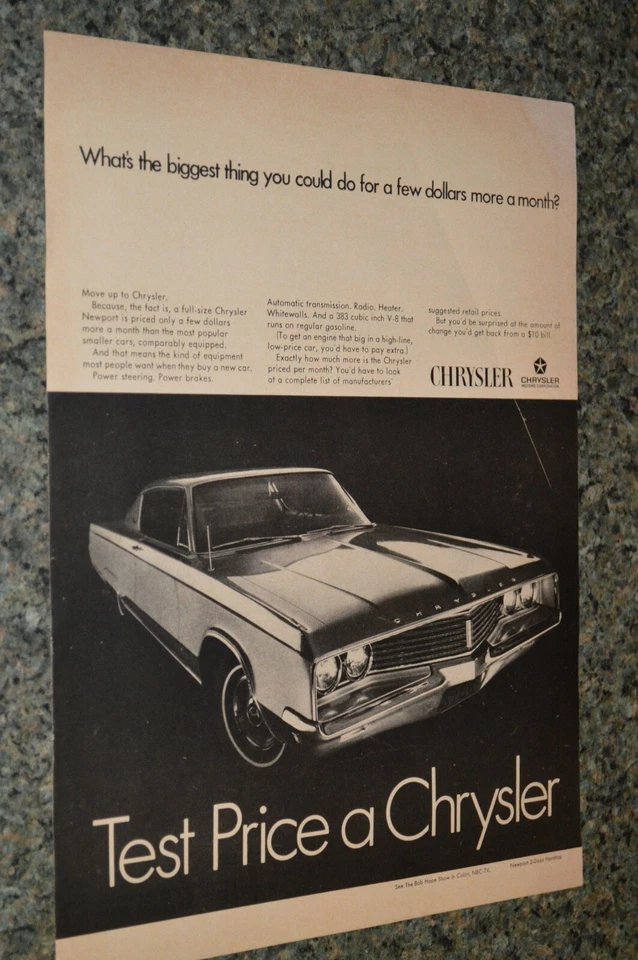 What's the biggest thing you could do for a few dollars more a month?
Move up to Chrysler.
Because, the fact is, a full-size Chrysler
Newport is priced only a few dollars
more a month than the most popular
smaller cars, comparably equipped.
And that means the kind of equipment
most people want when they buy a new car.
Power steering. Power brakes.
Automatic transmission. Radio. Heater.
Whitewalls. And a 383 cubic inch V-8 that
runs on regular gasoline.
(To get an engine that big in a high-line,
low-price car, you'd have to pay extra.)
Exactly how much more is the Chrysler
priced per month? You'd have to look
at a complete list of manufacturers'
suggested retail prices.
But you'd be surprised at the amount of
change you'd get back from a $10 bill.
CHRYSLER
CHRYSLER
MOTORS CORPORATION
CHRYSLER
Test Price a Chrysler
See The Bob Hope Show in Color, NBC-TV.
Newport 2-Door Hardtop